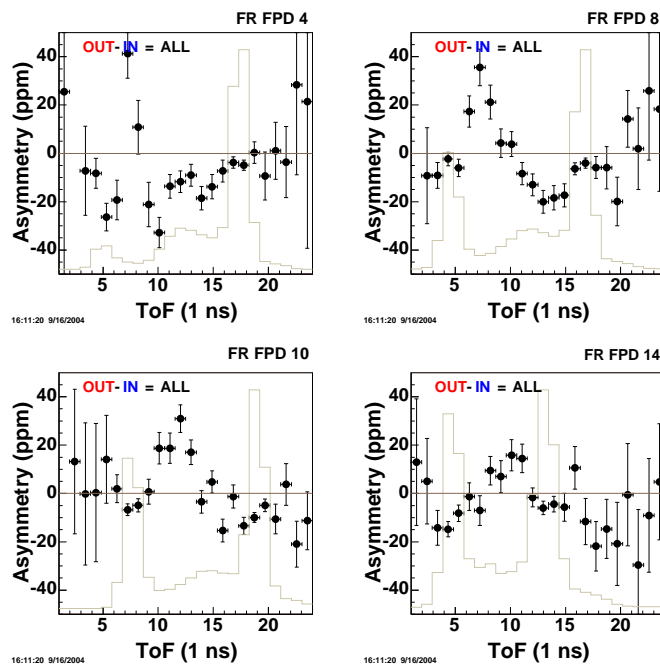 FR FPD 4
OUT- IN = ALL
Asymmetry (ppm)
40
20
0
-20
-40
5 10 15 20
ToF (1 ns)
16:11:20 9/16/2004
FR FPD 8
OUT- IN = ALL
Asymmetry (ppm)
40
20
0
-20
-40
5 10 15 20
ToF (1 ns)
16:11:20 9/16/2004
FR FPD 10
OUT- IN = ALL
Asymmetry (ppm)
40
20
0
-20
-40
5 10 15 20
ToF (1 ns)
16:11:20 9/16/2004
FR FPD 14
OUT- IN = ALL
Asymmetry (ppm)
40
20
0
-20
-40
5 10 15 20
ToF (1 ns)
16:11:20 9/16/2004